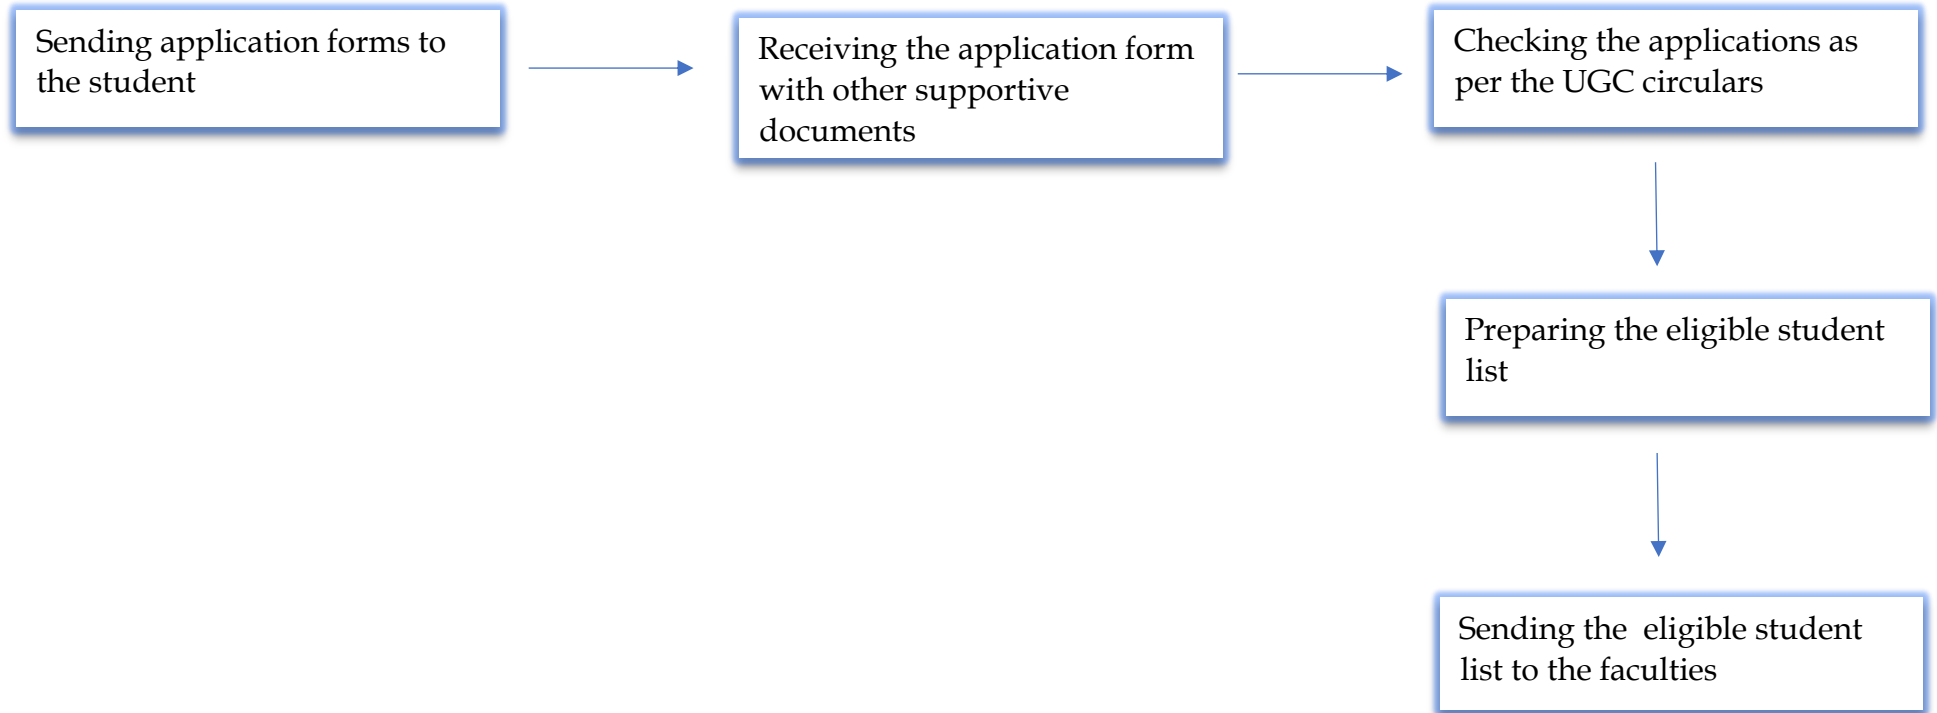 Sending application forms to
the student
Receiving the application form
with other supportive
documents
Checking the applications as
per the UGC circulars
Preparing the eligible student
list
Sending the  eligible student
list to the faculties